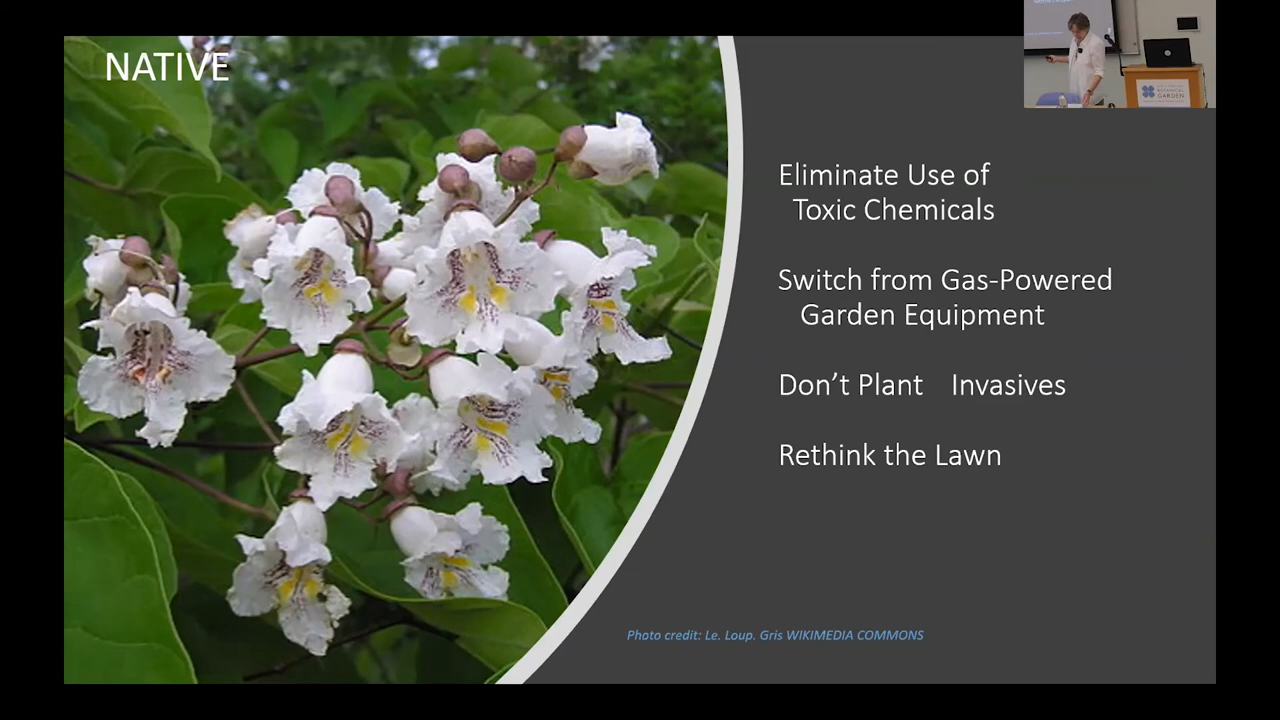 NATIVE
Eliminate Use of
Toxic Chemicals
Switch from Gas-Powered
Garden Equipment
Don't Plant Invasives
Rethink the Lawn
Photo credit: Le. Loup. Gris WIKIMEDIA COMMONS
GARDEN